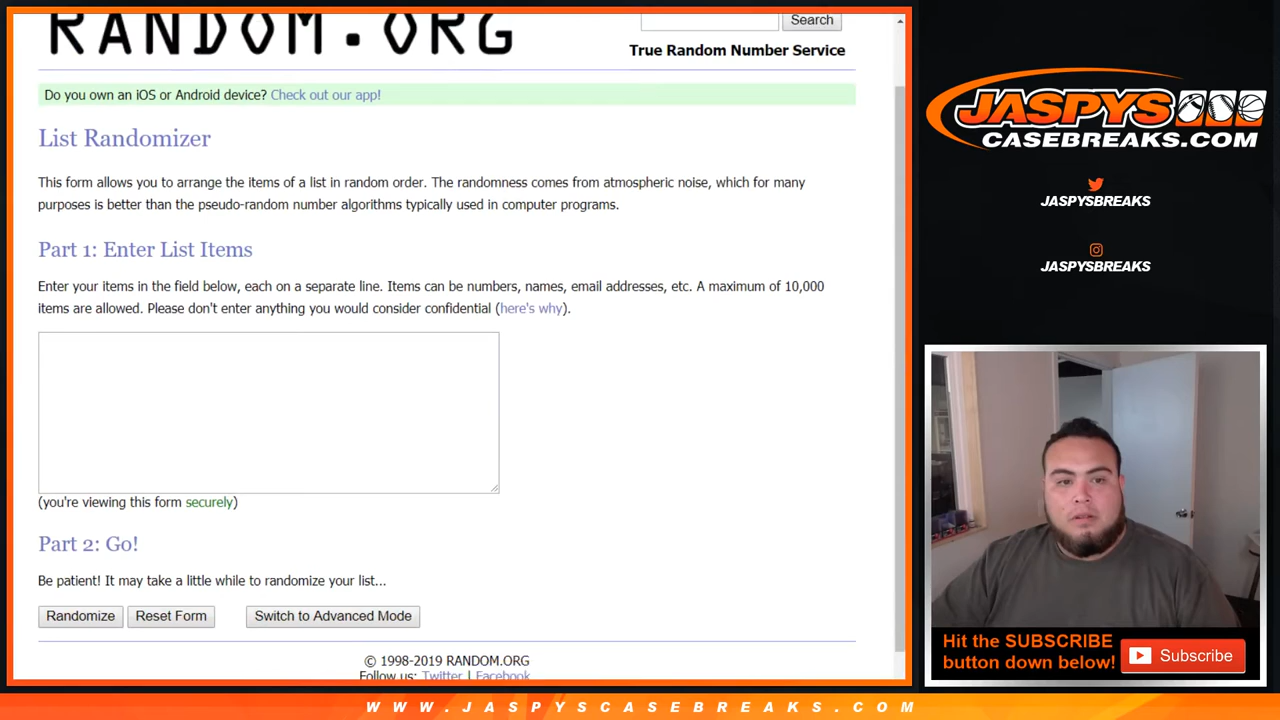 RANDOM.ORG
Search
True Random Number Service
Do you own an iOS or Android device? Check out our app!
List Randomizer
This form allows you to arrange the items of a list in random order. The randomness comes from atmospheric noise, which for many
purposes is better than the pseudo-random number algorithms typically used in computer programs.
Part 1: Enter List Items
Enter your items in the field below, each on a separate line. Items can be numbers, names, email addresses, etc. A maximum of 10,000
items are allowed. Please don't enter anything you would consider confidential (here's why).
(you're viewing this form securely)
Part 2: Go!
Be patient! It may take a little while to randomize your list...
Randomize
Reset Form
Switch to Advanced Mode
© 1998-2019 RANDOM.ORG
Follow us: Twitter | Facebook
JASPYS
CASEBREAKS.COM
JASPYSBREAKS
JASPYSBREAKS
Hit the SUBSCRIBE
button down below!
Subscribe
WWW.JASPYSCASEBREAKS.COM